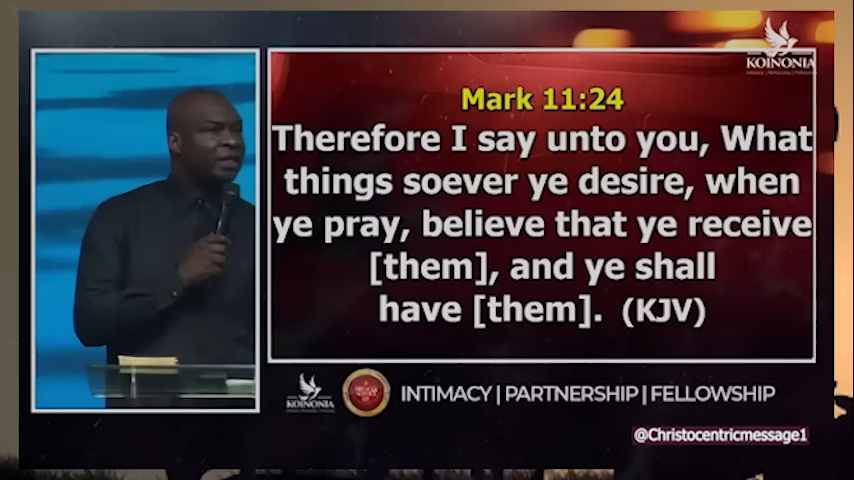 KOINONIA
Mark 11:24
Therefore I say unto you, What
things soever ye desire, when
ye pray, believe that ye receive
[them], and ye shall
have [them]. (KJV)
KOINONIA
INTIMACY | PARTNERSHIP | FELLOWSHIP
@Christocentricmessage1